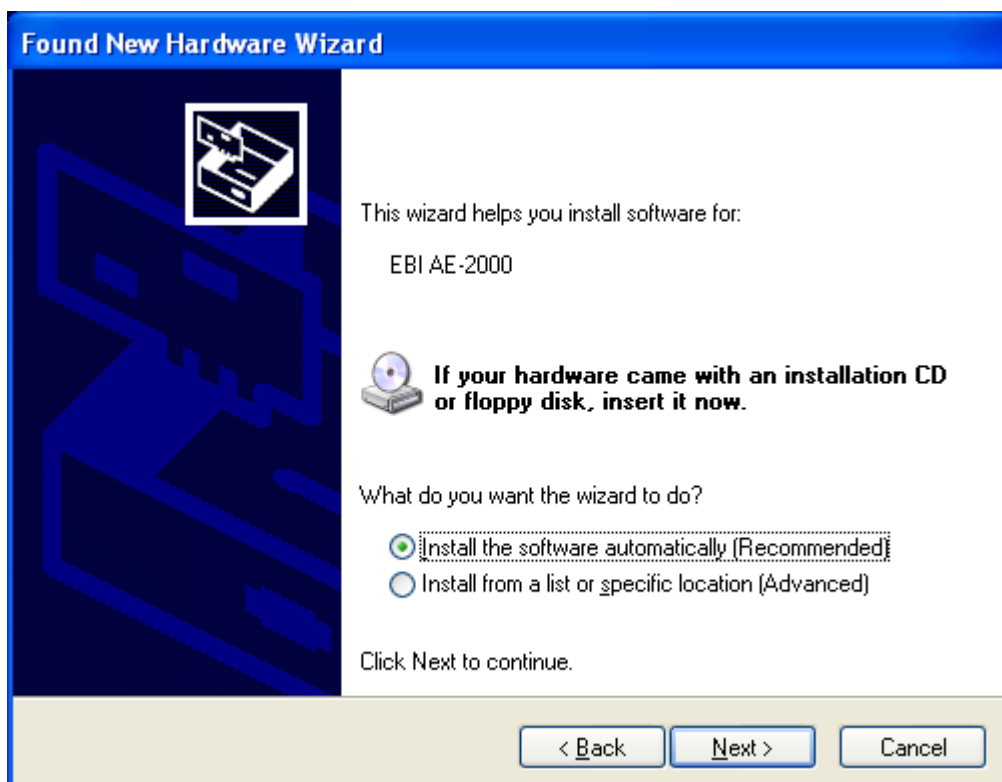 Found New Hardware Wizard
This wizard helps you install software for:
EBI AE-2000
If your hardware came with an installation CD
or floppy disk, insert it now.
What do you want the wizard to do?
Install the software automatically (Recommended)
Install from a list or specific location (Advanced)
Click Next to continue.
< Back Next > Cancel